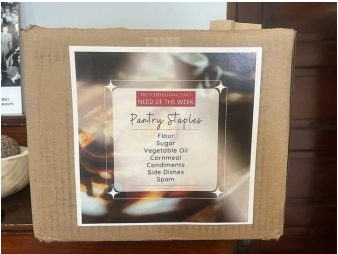 NEED OF THE WEEK
Pantry Staples
Flour
Sugar
Vegetable Oil
Cornmeal
Condiments
Side Dishes
Spam